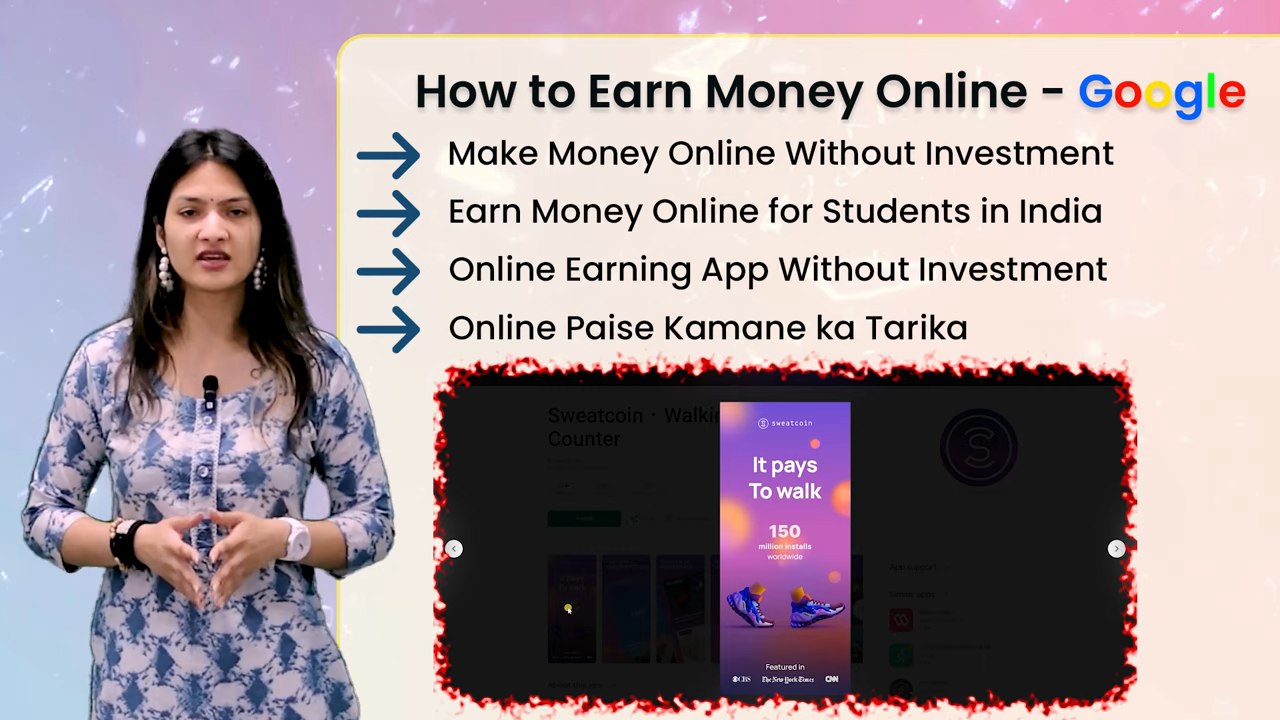 How to Earn Money Online - Google
Make Money Online Without Investment
Earn Money Online for Students in India
Online Earning App Without Investment
Online Paise Kamane ka Tarika
Sweatcoin・
Counter
sweatcoin
It pays
To walk
150
million installs
worldwide
Featured in
CBS The New York Times CNN